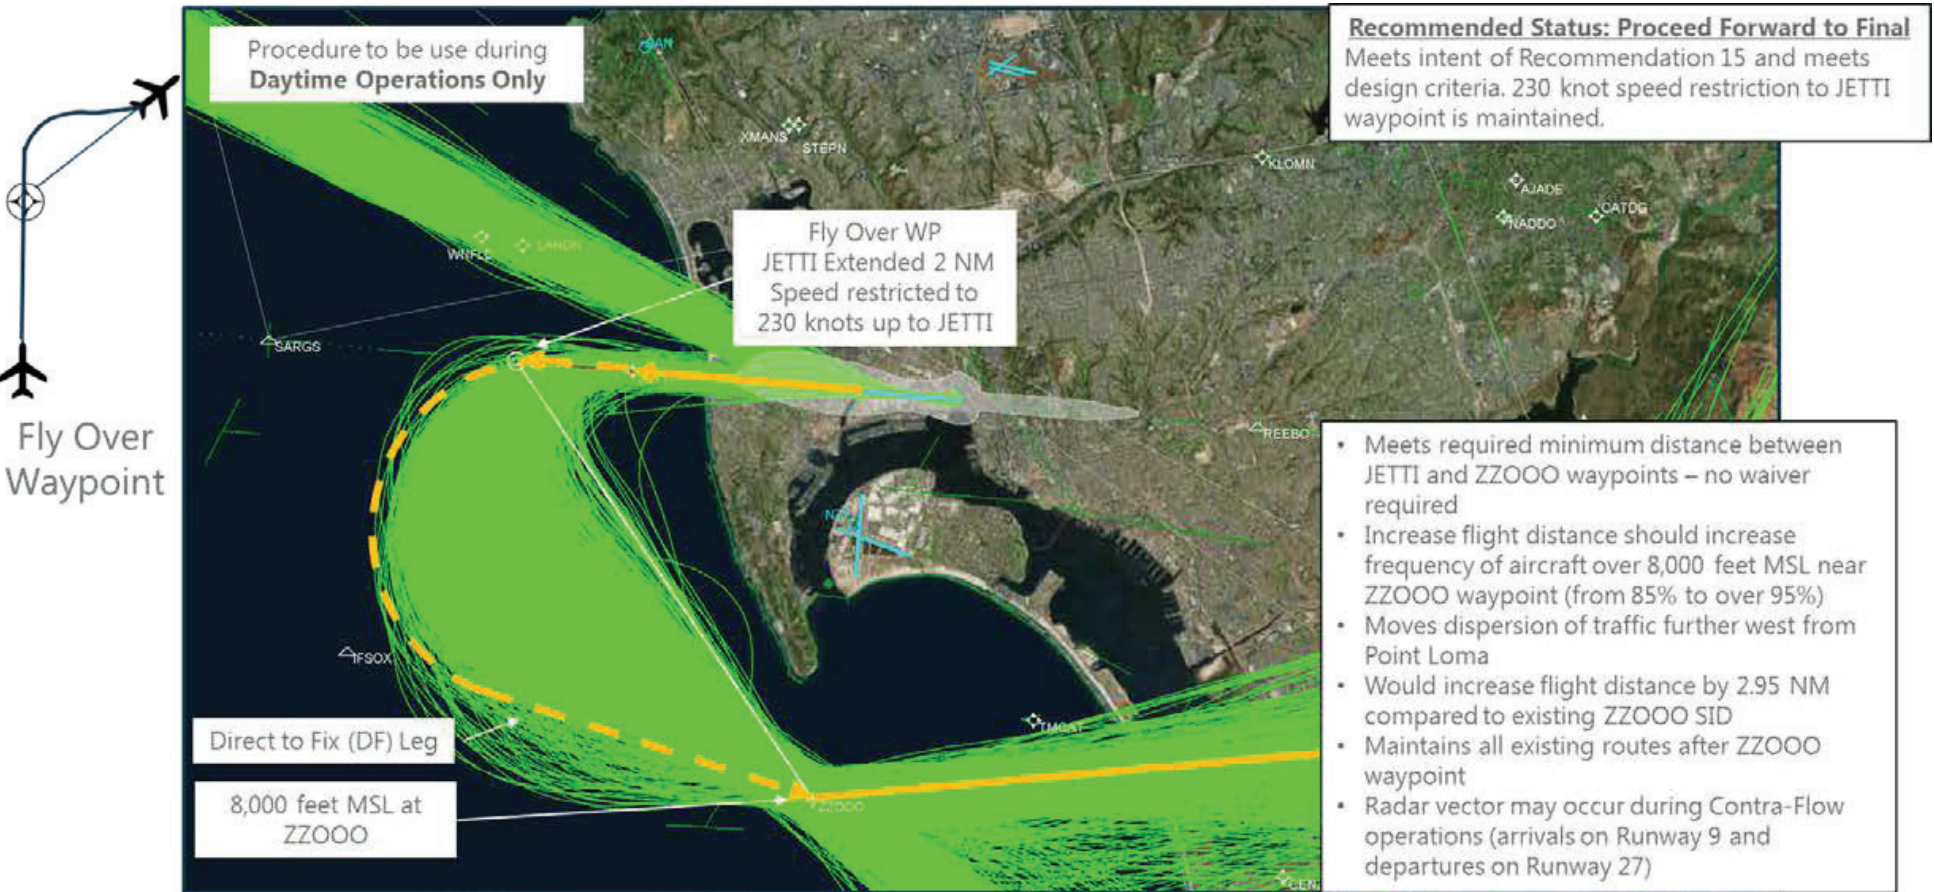 Procedure to be use during
Daytime Operations Only
Recommended Status: Proceed Forward to Final
Meets intent of Recommendation 15 and meets
design criteria. 230 knot speed restriction to JETTI
waypoint is maintained.
XMANS
STEPN
KLOMN
AJADE
NADDO
CATDG
Fly Over WP
JETTI Extended 2 NM
Speed restricted to
230 knots up to JETTI
WNFLE
LANDN
SARGS
Fly Over
Waypoint
REEBO
• Meets required minimum distance between
JETTI and ZZOOO waypoints – no waiver
required
• Increase flight distance should increase
frequency of aircraft over 8,000 feet MSL near
ZZOOO waypoint (from 85% to over 95%)
• Moves dispersion of traffic further west from
Point Loma
• Would increase flight distance by 2.95 NM
compared to existing ZZOOO SID
• Maintains all existing routes after ZZOOO
waypoint
• Radar vector may occur during Contra-Flow
operations (arrivals on Runway 9 and
departures on Runway 27)
IFSOX
Direct to Fix (DF) Leg
8,000 feet MSL at
ZZOOO
ZZOOO